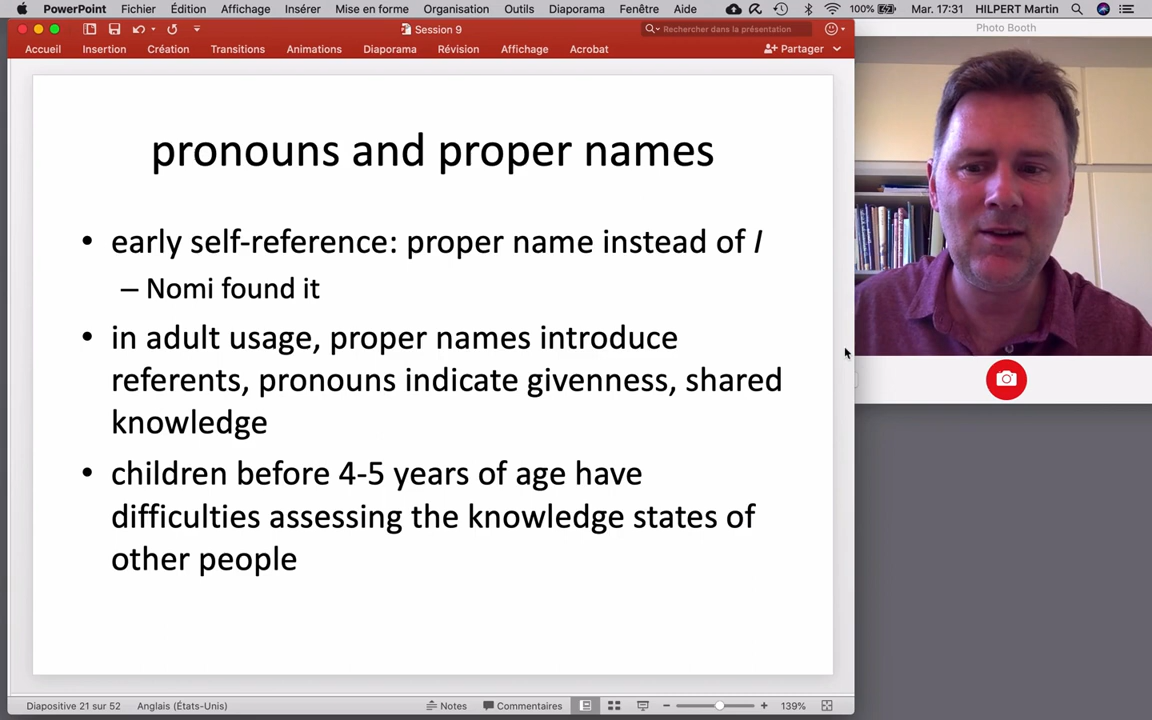 PowerPoint Fichier Édition Affichage Insérer Mise en forme Organisation Outils Diaporama Fenêtre Aide 100% Mar. 17:31 HILPERT Martin
Session 9
Rechercher dans la présentation
Photo Booth
Accueil Insertion Création Transitions Animations Diaporama Révision Affichage Acrobat Partager
pronouns and proper names
• early self-reference: proper name instead of I
– Nomi found it
• in adult usage, proper names introduce
referents, pronouns indicate givenness, shared
knowledge
• children before 4-5 years of age have
difficulties assessing the knowledge states of
other people
Diapositive 21 sur 52 Anglais (États-Unis) Notes Commentaires 139%